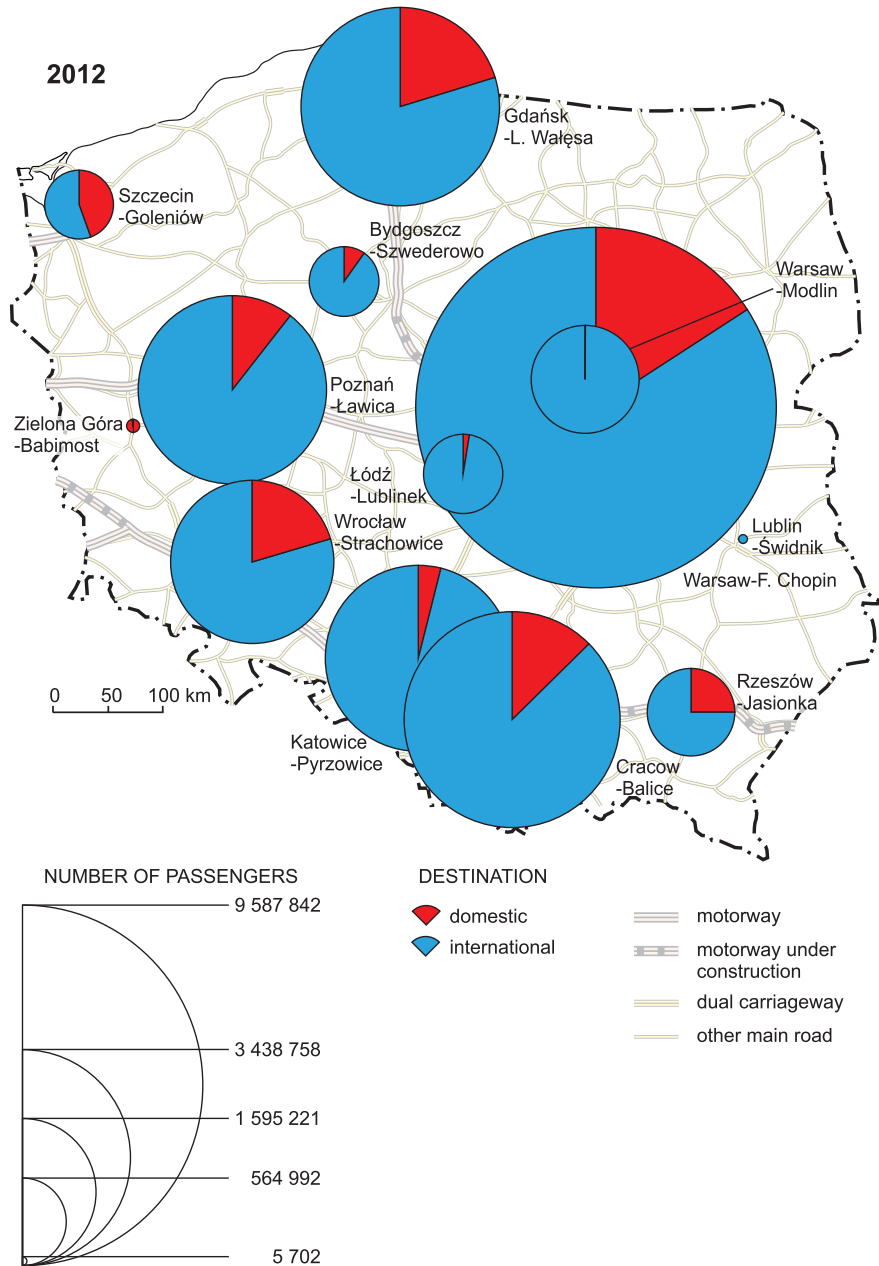 2012
Gdańsk
-L. Wałęsa
Szczecin
-Goleniów
Bydgoszcz
-Szwederowo
Warsaw
-Modlin
Poznań
-Ławica
Zielona Góra
-Babimost
Łódź
-Lublinek
Wrocław
-Strachowice
Lublin
-Świdnik
Warsaw-F. Chopin
0 50 100 km
Rzeszów
-Jasionka
Katowice
-Pyrzowice
Cracow
-Balice
NUMBER OF PASSENGERS
9 587 842
3 438 758
1 595 221
564 992
5 702
DESTINATION
domestic
international
motorway
motorway under
construction
dual carriageway
other main road